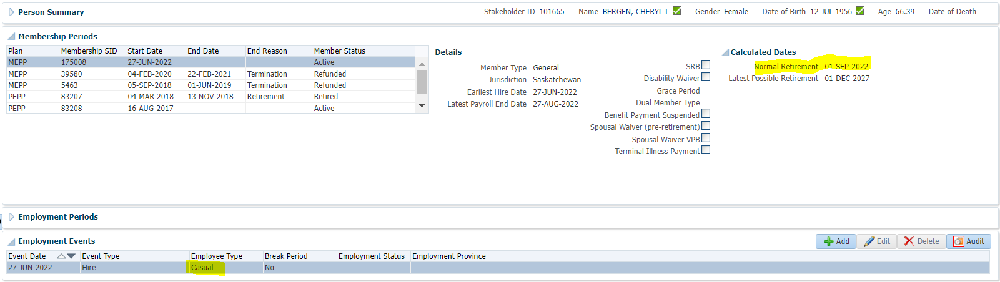 Person Summary Stakeholder ID 101665 Name BERGEN, CHERYL L Gender Female Date of Birth 12-JUL-1956 Age 66.39 Date of Death
Membership Periods
Plan Membership SID Start Date End Date End Reason Member Status
MEPP 175008 27-JUN-2022 Active
MEPP 39580 04-FEB-2020 22-FEB-2021 Termination Refunded
MEPP 5463 05-SEP-2018 01-JUN-2019 Termination Refunded
PEPP 83207 04-MAR-2018 13-NOV-2018 Retirement Retired
PEPP 83208 16-AUG-2017 Active
Details
Member Type General
Jurisdiction Saskatchewan
Earliest Hire Date 27-JUN-2022
Latest Payroll End Date 27-AUG-2022
SRB
Disability Waiver
Grace Period
Dual Member Type
Benefit Payment Suspended
Spousal Waiver (pre-retirement)
Spousal Waiver VPB
Terminal Illness Payment
Calculated Dates
Normal Retirement 01-SEP-2022
Latest Possible Retirement 01-DEC-2027
Employment Periods
Employment Events Add Edit Delete Audit
Event Date Event Type Employee Type Break Period Employment Status Employment Province
27-JUN-2022 Hire Casual No